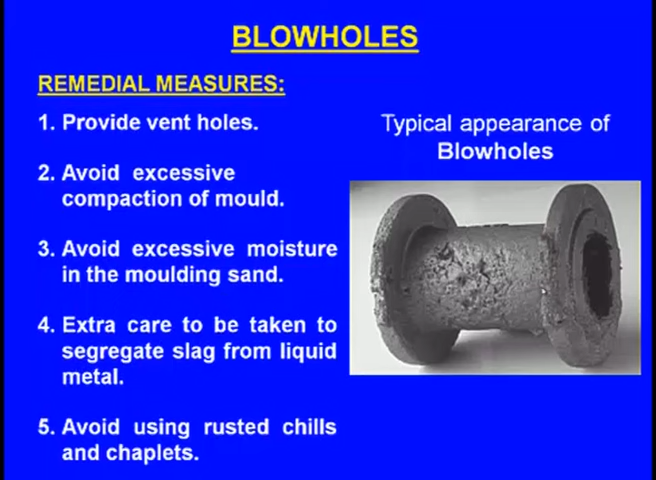 BLOWHOLES
REMEDIAL MEASURES:
1. Provide vent holes.
2. Avoid excessive
compaction of mould.
3. Avoid excessive moisture
in the moulding sand.
4. Extra care to be taken to
segregate slag from liquid
metal.
5. Avoid using rusted chills
and chaplets.
Typical appearance of
Blowholes